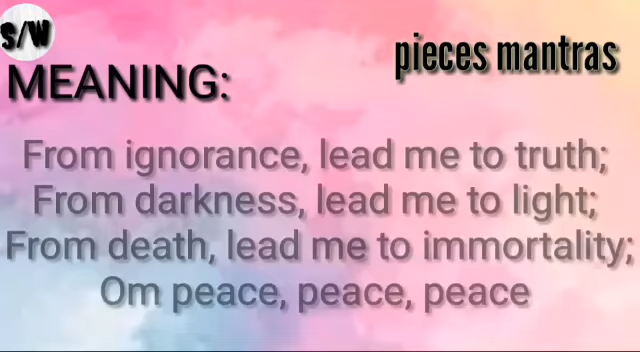 S/W
pieces mantras
MEANING:
From ignorance, lead me to truth;
From darkness, lead me to light;
From death, lead me to immortality;
Om peace, peace, peace